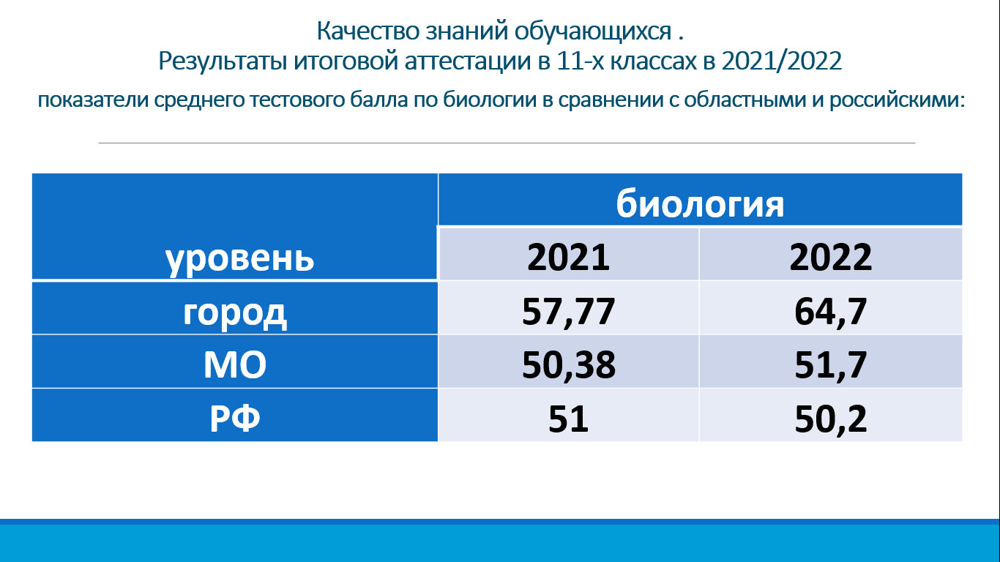 Качество знаний обучающихся .
Результаты итоговой аттестации в 11-х классах в 2021/2022
показатели среднего тестового балла по биологии в сравнении с областными и российскими:
биология
уровень 2021 2022
город 57,77 64,7
МО 50,38 51,7
РФ 51 50,2